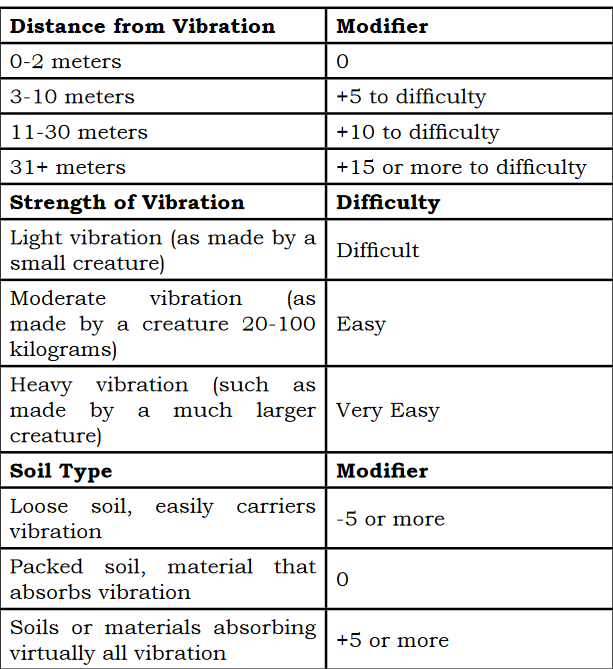 Distance from Vibration Modifier
0-2 meters 0
3-10 meters +5 to difficulty
11-30 meters +10 to difficulty
31+ meters +15 or more to difficulty
Strength of Vibration Difficulty
Light vibration (as made by a
small creature)
Difficult
Moderate vibration (as
made by a creature 20-100
kilograms)
Easy
Heavy vibration (such as
made by a much larger
creature)
Very Easy
Soil Type Modifier
Loose soil, easily carriers
vibration
-5 or more
Packed soil, material that
absorbs vibration
0
Soils or materials absorbing
virtually all vibration
+5 or more